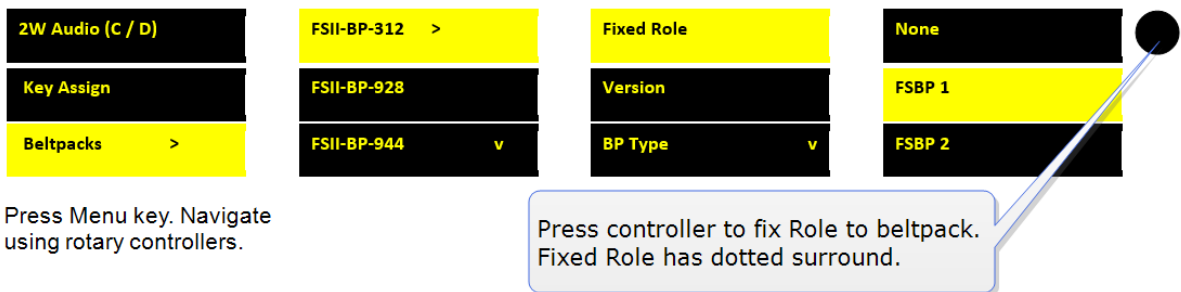 2W Audio (C / D)
Key Assign
Beltpacks >
FSII-BP-312 >
FSII-BP-928
FSII-BP-944 v
Fixed Role
Version
BP Type v
None
FSBP 1
FSBP 2
Press Menu key. Navigate
using rotary controllers.
Press controller to fix Role to beltpack.
Fixed Role has dotted surround.